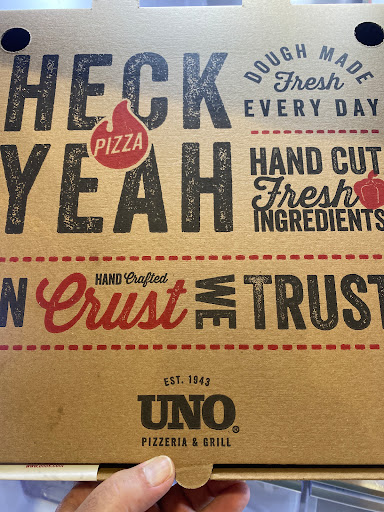 HECK
PIZZA
YEAH
DOUGH MADE
Fresh
EVERY DAY
HAND CUT
Fresh
INGREDIENTS
N HAND Crafted
Crust WE TRUST
EST. 1943
UNO®
PIZZERIA & GRILL